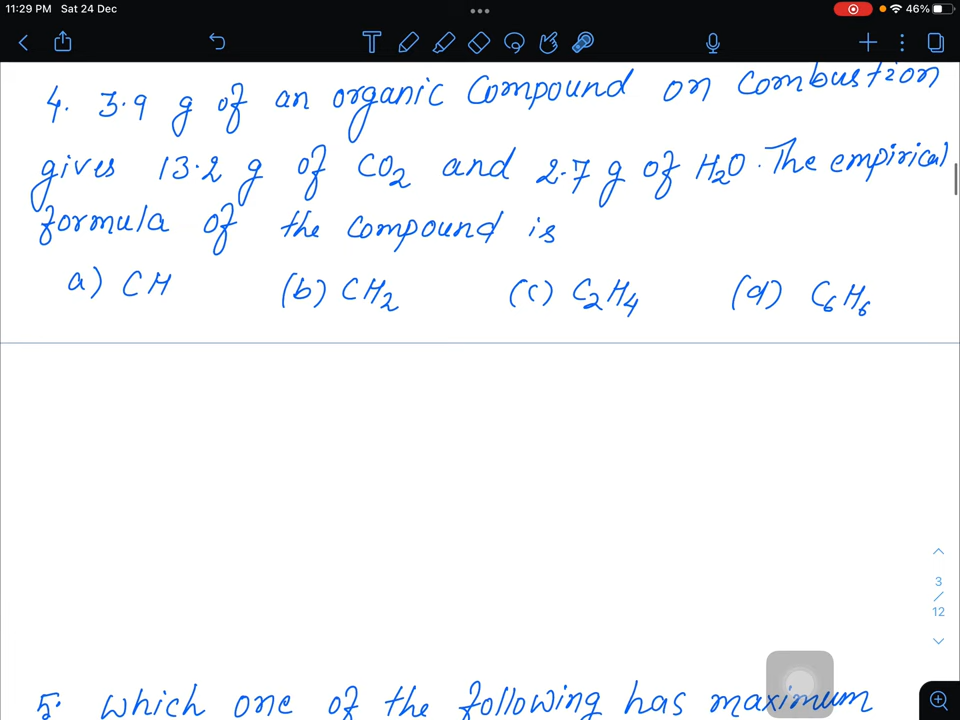 11:29 PM Sat 24 Dec
46%
T
4. 3.9 g of an organic Compound on combustion
gives 13.2 g of CO2 and 2.7 g of H2O. The empirical
formula of the compound is
a) CH (b) CH2 (c) C2H4 (d) C6H6
3
/
12
5. which one of the following has maximum